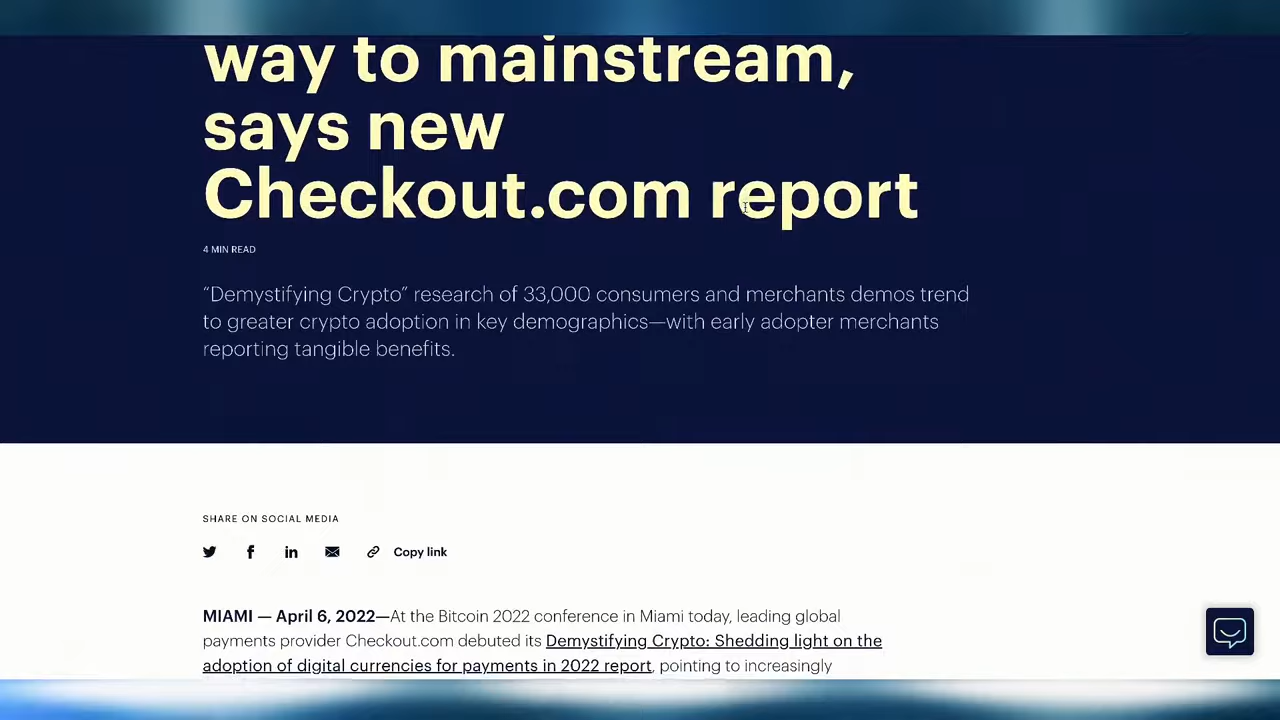 way to mainstream,
says new
Checkout.com report
4 MIN READ
“Demystifying Crypto” research of 33,000 consumers and merchants demos trend
to greater crypto adoption in key demographics—with early adopter merchants
reporting tangible benefits.
SHARE ON SOCIAL MEDIA
Copy link
MIAMI — April 6, 2022—At the Bitcoin 2022 conference in Miami today, leading global
payments provider Checkout.com debuted its Demystifying Crypto: Shedding light on the
adoption of digital currencies for payments in 2022 report, pointing to increasingly